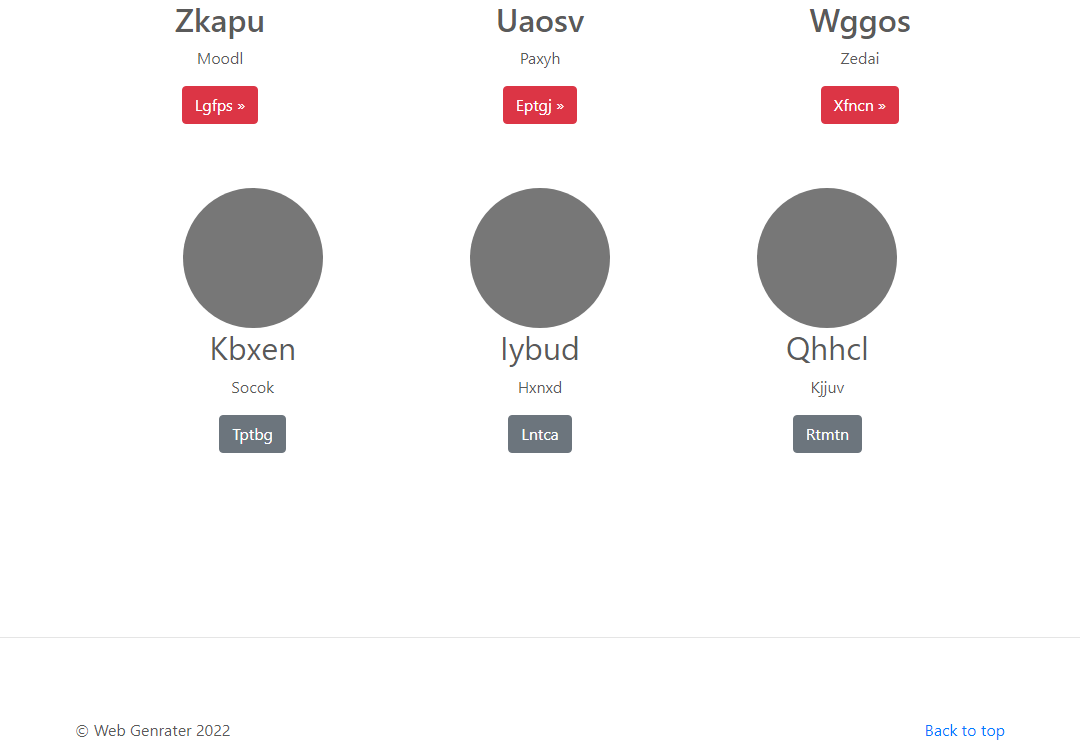 Zkapu
Moodl
Lgfps »
Uaosv
Paxyh
Eptgj »
Wggos
Zedai
Xfncn »
Kbxen
Socok
Tptbg
Iybud
Hxnxd
Lntca
Qhhcl
Kjjuv
Rtmtn
© Web Genrater 2022
Back to top